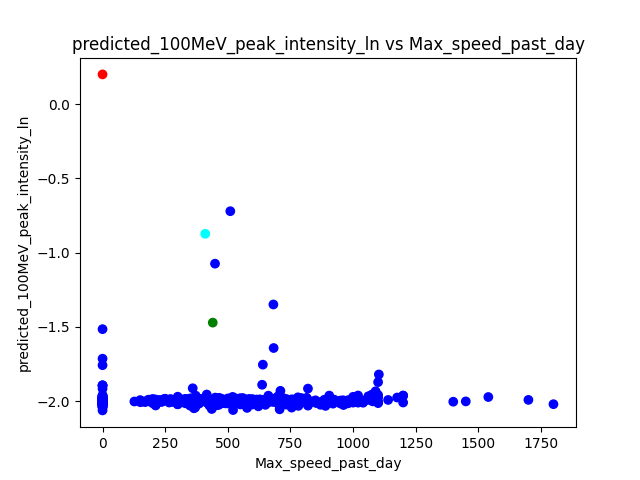 predicted_100MeV_peak_intensity_ln vs Max_speed_past_day
predicted_100MeV_peak_intensity_ln
0.0
−0.5
−1.0
−1.5
−2.0
0 250 500 750 1000 1250 1500 1750
Max_speed_past_day